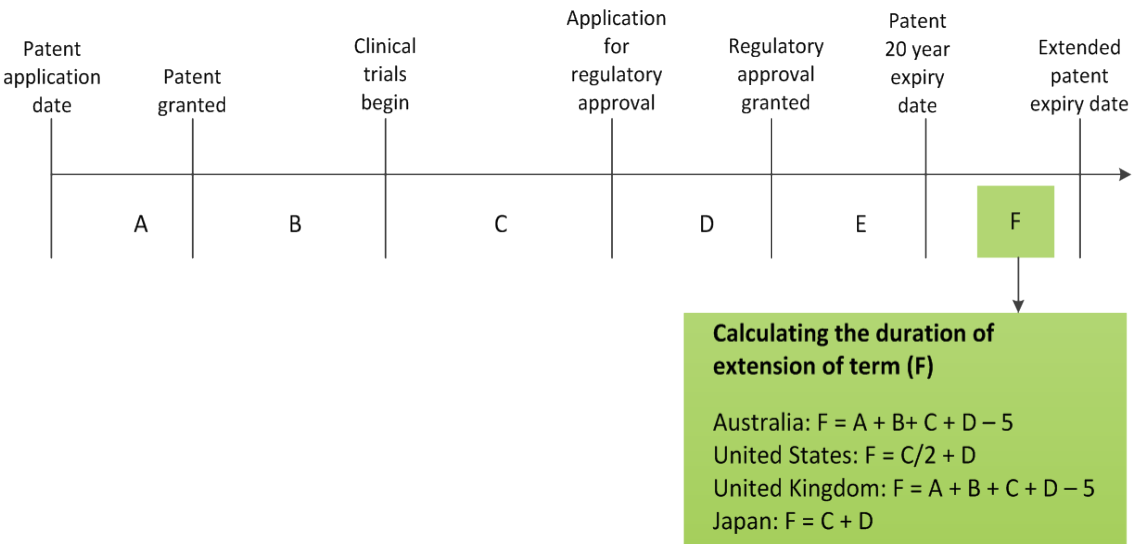 Patent
application
date
Patent
granted
Clinical
trials
begin
Application
for
regulatory
approval
Regulatory
approval
granted
Patent
20 year
expiry
date
Extended
patent
expiry date
A
B
C
D
E
F
Calculating the duration of
extension of term (F)
Australia: F = A + B+ C + D – 5
United States: F = C/2 + D
United Kingdom: F = A + B + C + D – 5
Japan: F = C + D